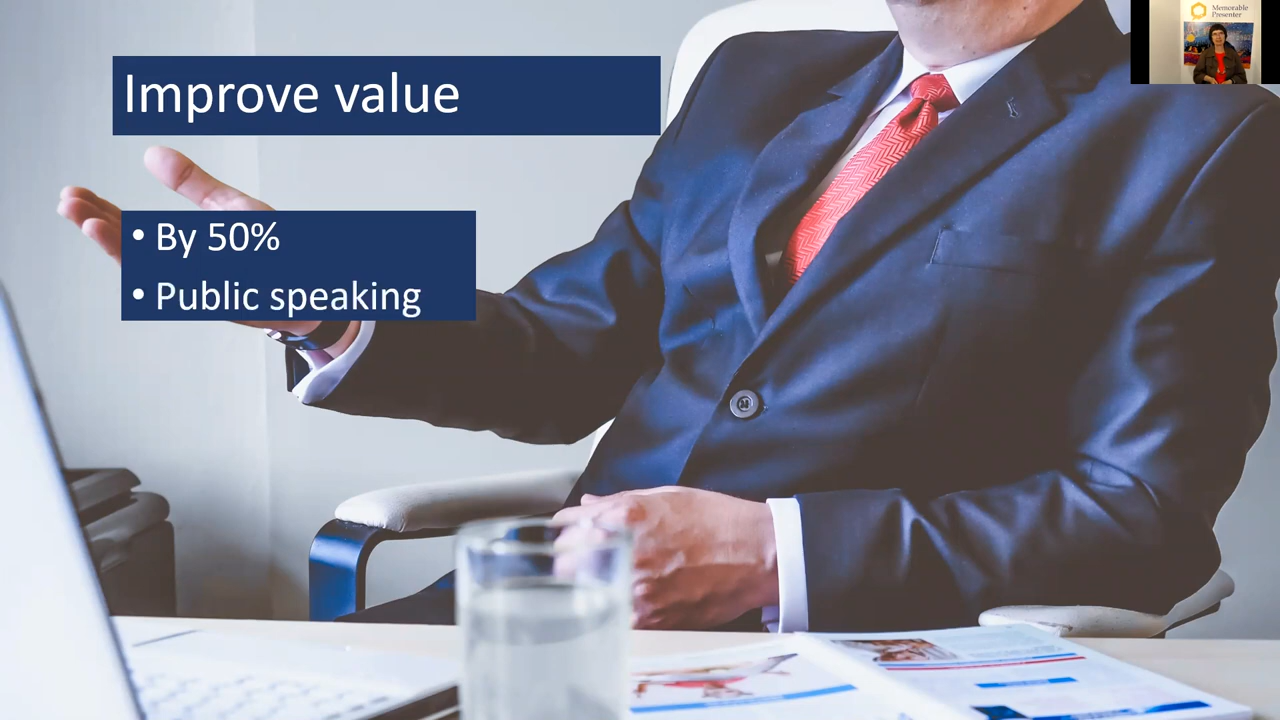 Improve value
• By 50%
• Public speaking
Memorable
Presenter